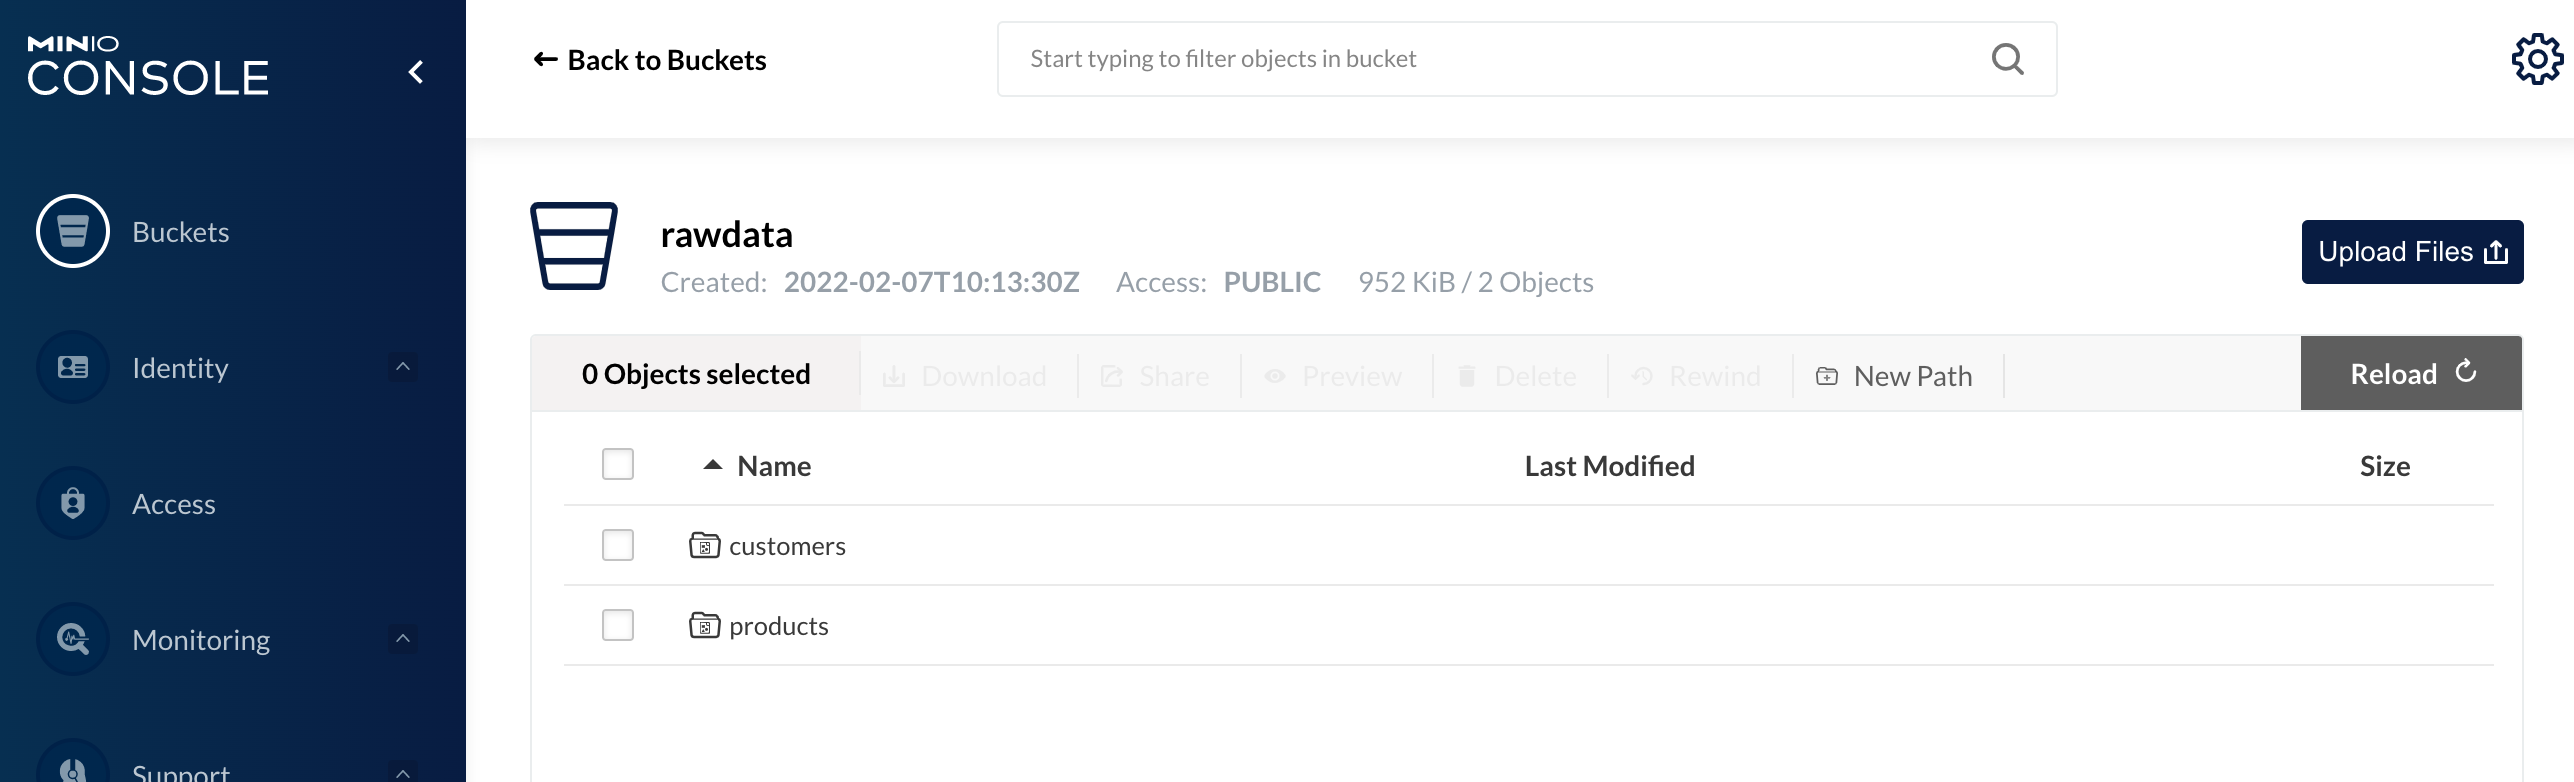 MINIO
CONSOLE
Back to Buckets
Start typing to filter objects in bucket
Buckets
Identity
Access
Monitoring
Support
rawdata
Created: 2022-02-07T10:13:30Z Access: PUBLIC 952 KiB / 2 Objects
Upload Files
0 Objects selected Download Share Preview Delete Rewind New Path Reload
Name Last Modified Size
customers
products